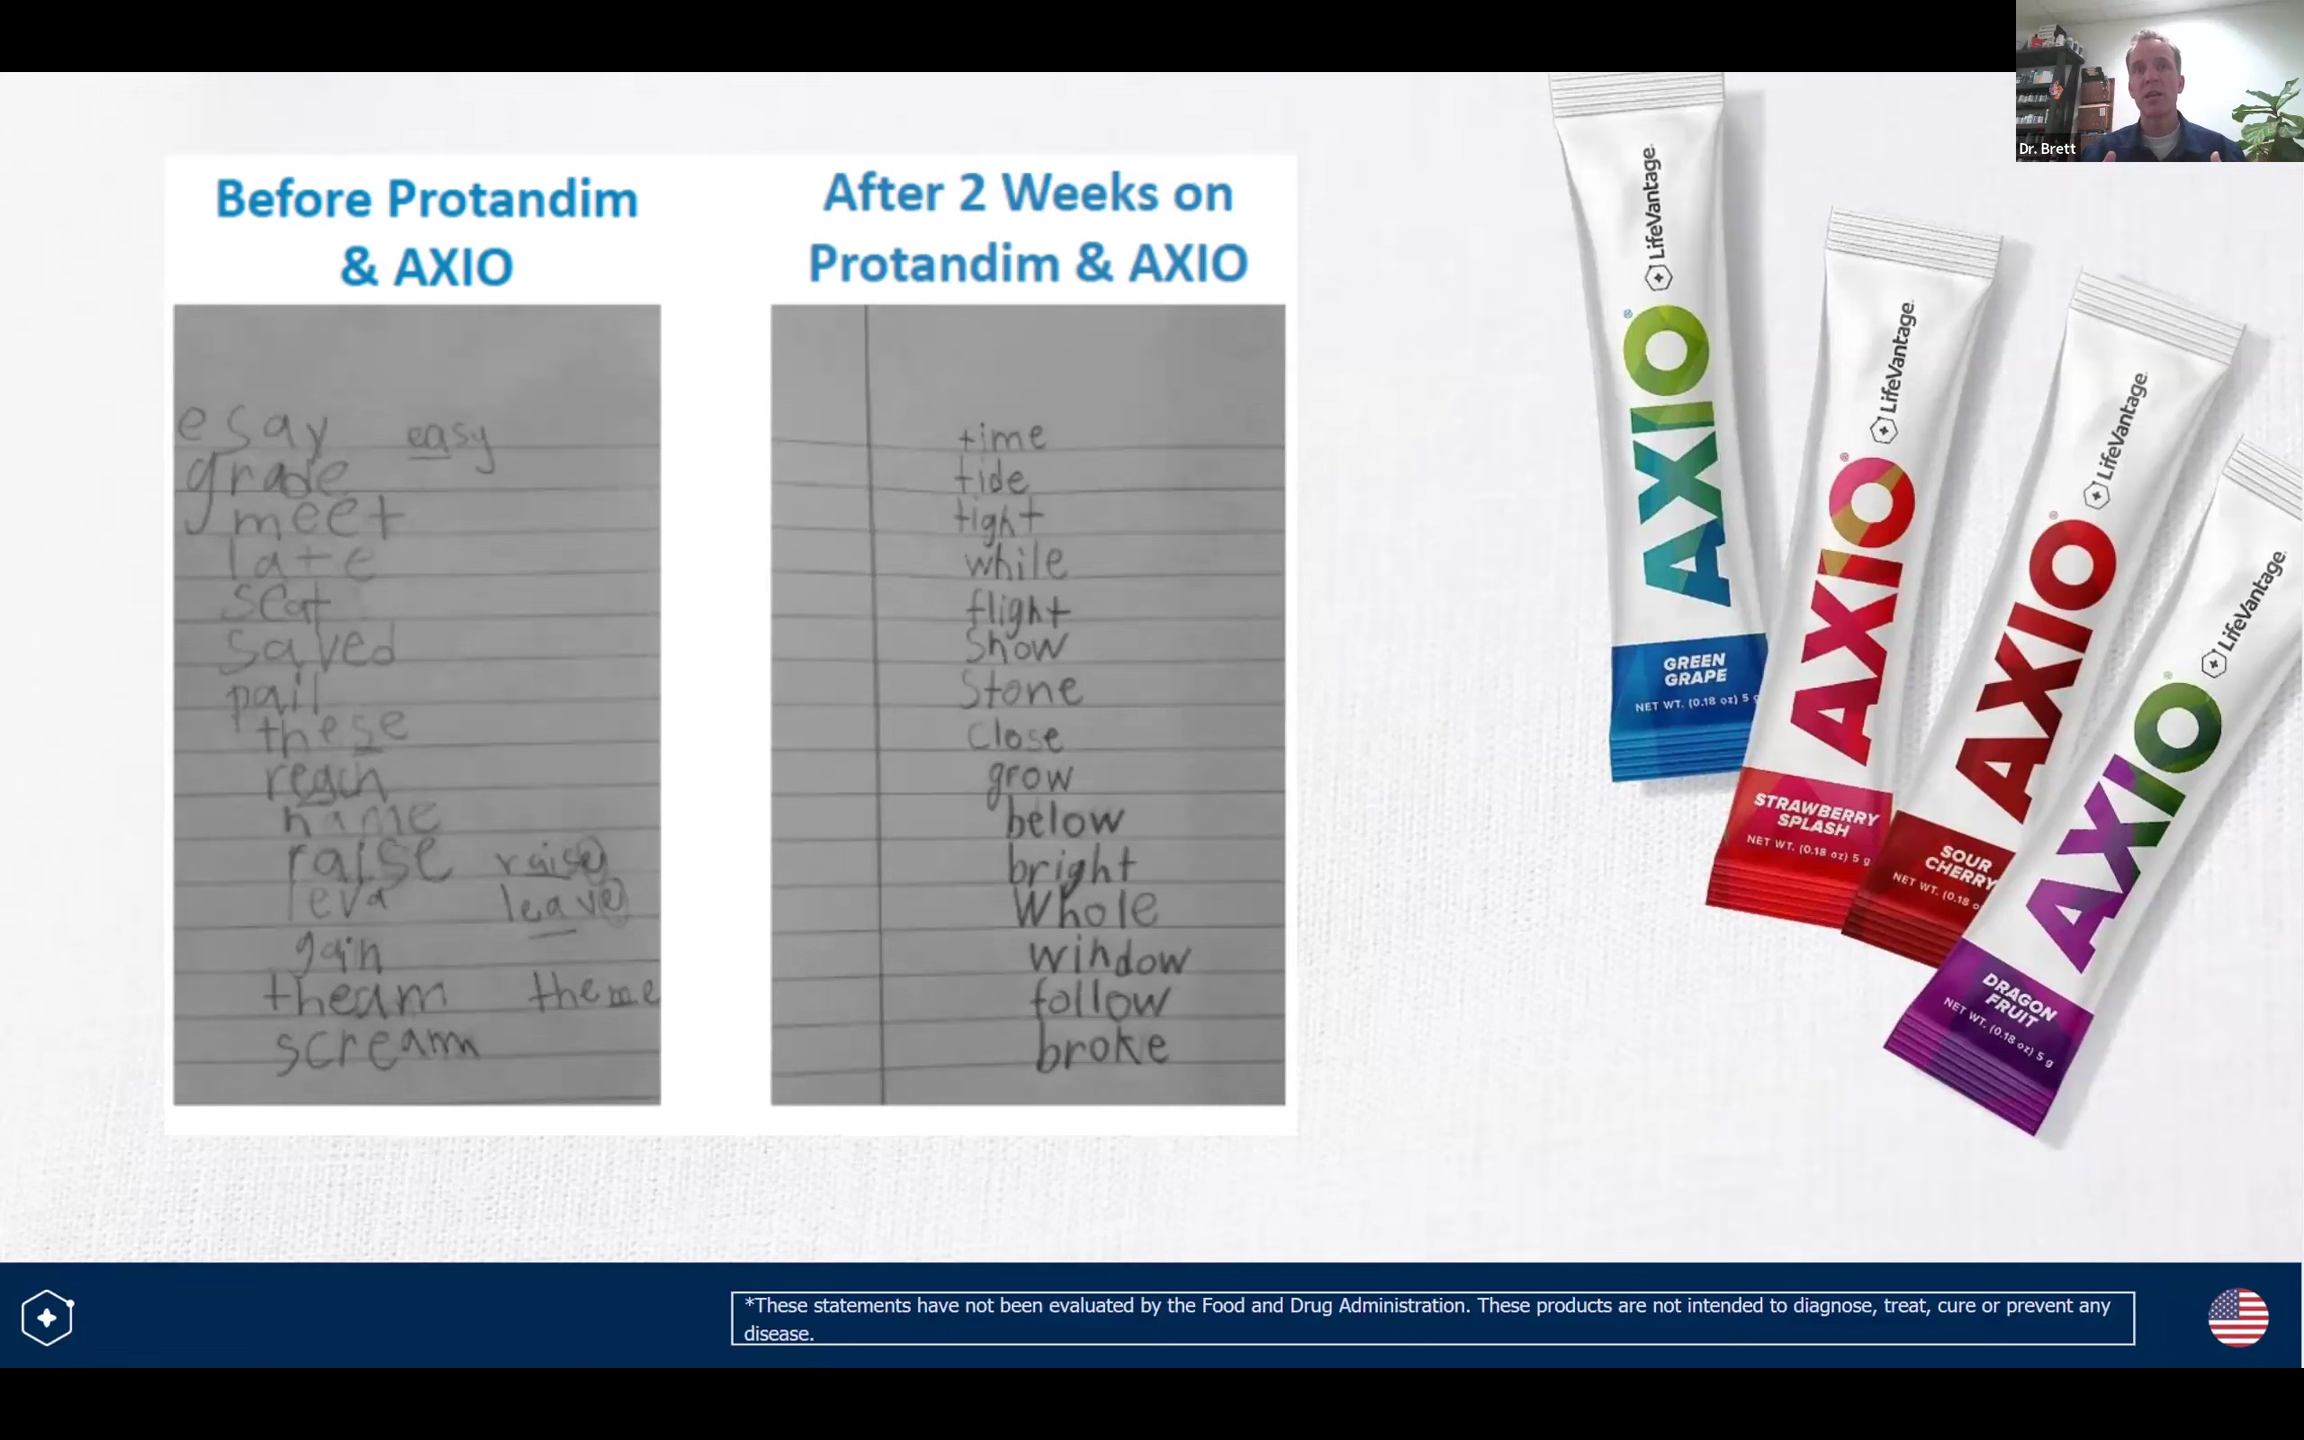 Dr. Brett
Before Protandim
& AXIO
After 2 Weeks on
Protandim & AXIO
esay easy
grade
meet
late
seat
saved
pail
these
reach
name
raise raise
leva leave
gain
theam theme
scream
time
tide
tight
while
flight
Show
Stone
Close
grow
below
bright
Whole
window
follow
broke
AXIO® LifeVantage
GREEN
GRAPE
NET WT. (0.18 oz) 5 g
AXIO® LifeVantage
STRAWBERRY
SPLASH
NET WT. (0.18 oz) 5 g
AXIO® LifeVantage
SOUR
CHERRY
NET WT. (0.18 o
AXIO® LifeVantage
DRAGON
FRUIT
NET WT. (0.18 oz) 5 g
*These statements have not been evaluated by the Food and Drug Administration. These products are not intended to diagnose, treat, cure or prevent any
disease.